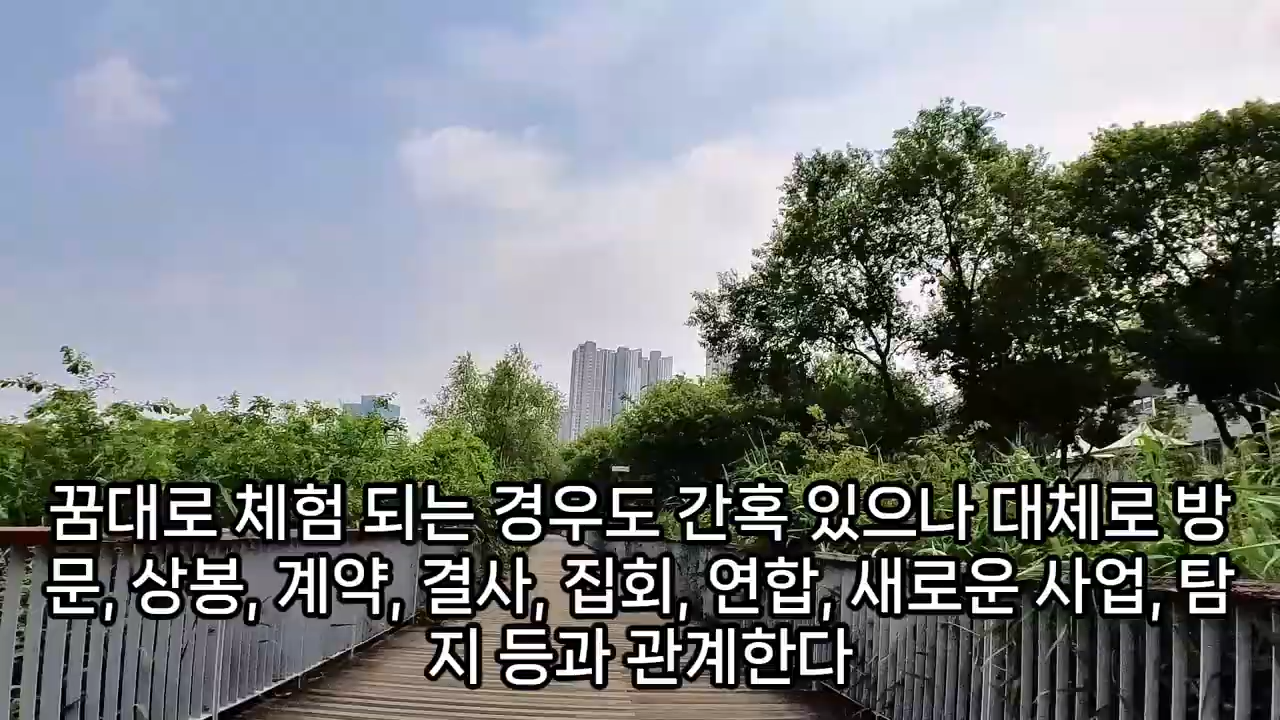 꿈대로 체험 되는 경우도 간혹 있으나 대체로 방
문, 상봉, 계약, 결사, 집회, 연합, 새로운 사업, 탐
지 등과 관계한다